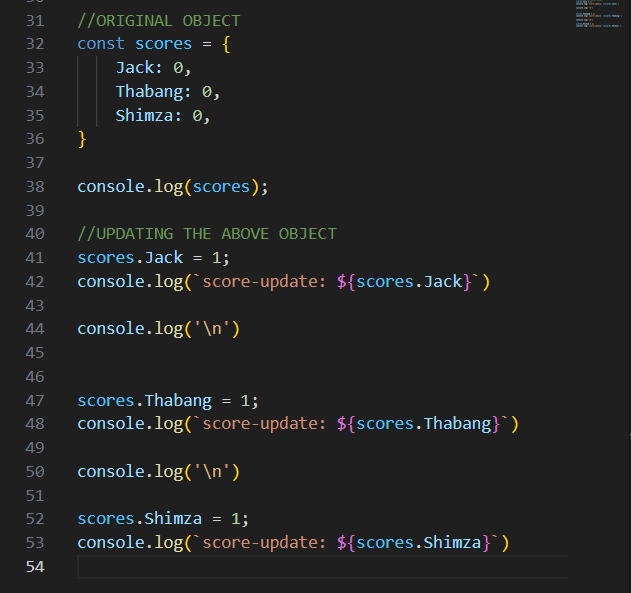 31 //ORIGINAL OBJECT
32 const scores = {
33     Jack: 0,
34     Thabang: 0,
35     Shimza: 0,
36 }
37
38 console.log(scores);
39
40 //UPDATING THE ABOVE OBJECT
41 scores.Jack = 1;
42 console.log(`score-update: ${scores.Jack}`)
43
44 console.log('\n')
45
46
47 scores.Thabang = 1;
48 console.log(`score-update: ${scores.Thabang}`)
49
50 console.log('\n')
51
52 scores.Shimza = 1;
53 console.log(`score-update: ${scores.Shimza}`)
54